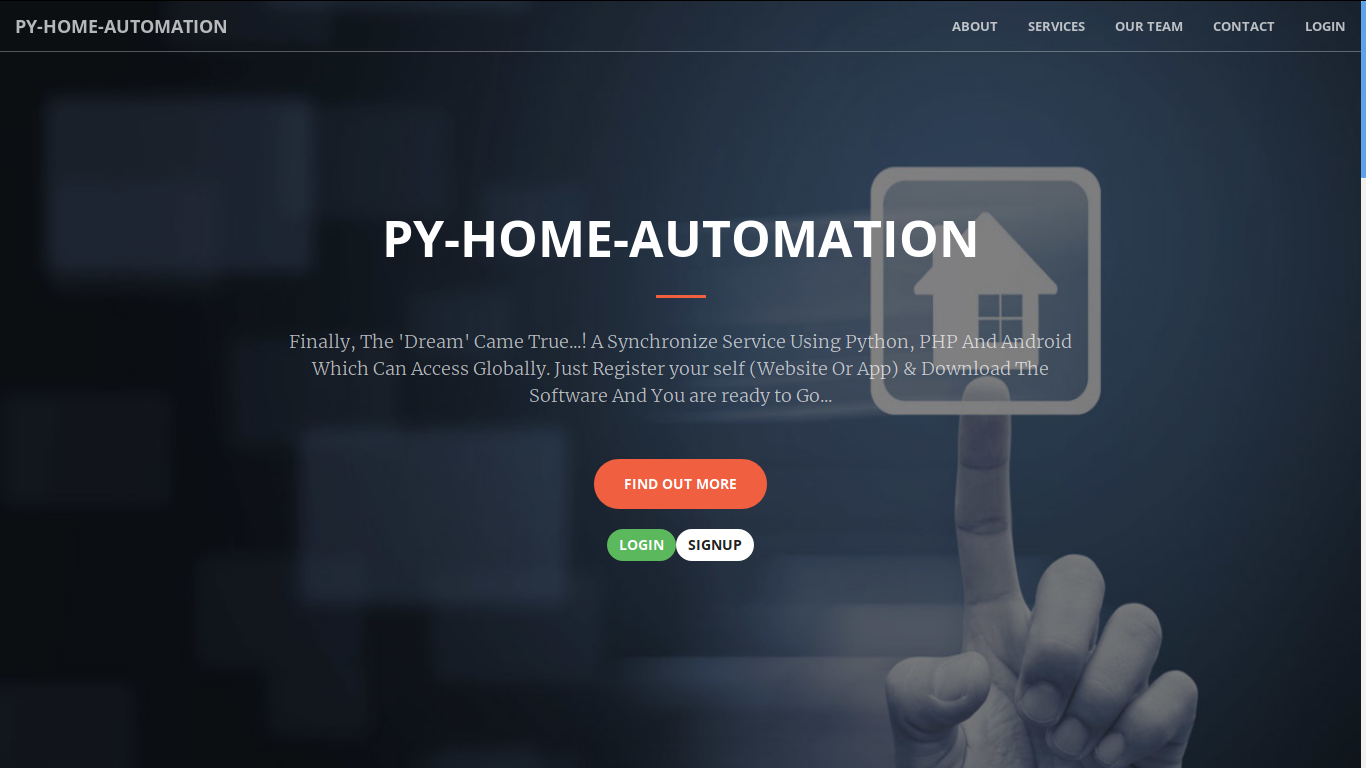 PY-HOME-AUTOMATION
ABOUT SERVICES OUR TEAM CONTACT LOGIN
PY-HOME-AUTOMATION
Finally, The 'Dream' Came True...! A Synchronize Service Using Python, PHP And Android
Which Can Access Globally. Just Register your self (Website Or App) & Download The
Software And You are ready to Go...
FIND OUT MORE
LOGIN SIGNUP